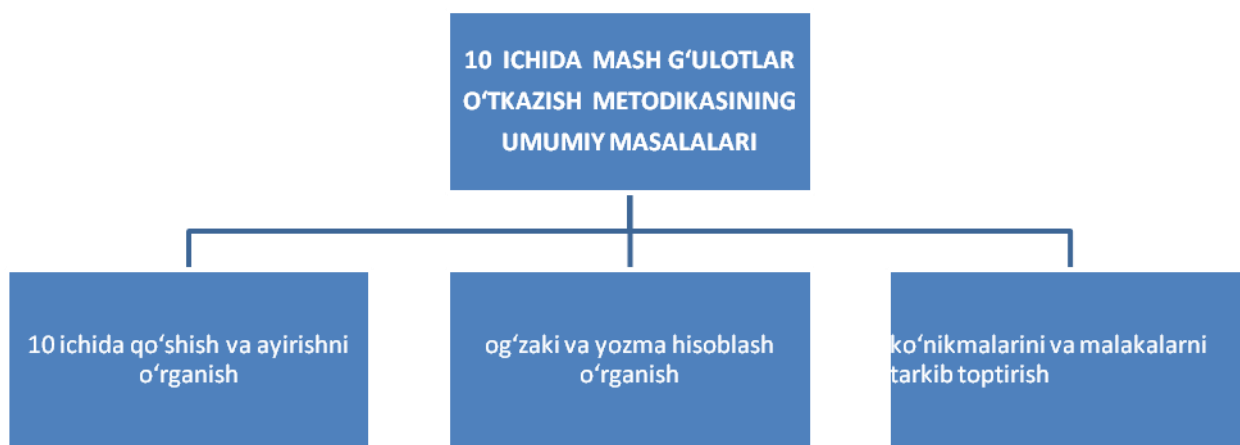 10 ICHIDA MASH G‘ULOTLAR
O‘TKAZISH METODIKASINING
UMUMIY MASALALARI
10 ichida qo‘shish va ayirishni
o‘rganish
og‘zaki va yozma hisoblash
o‘rganish
ko‘nikmalarini va malakalarni
tarkib toptirish